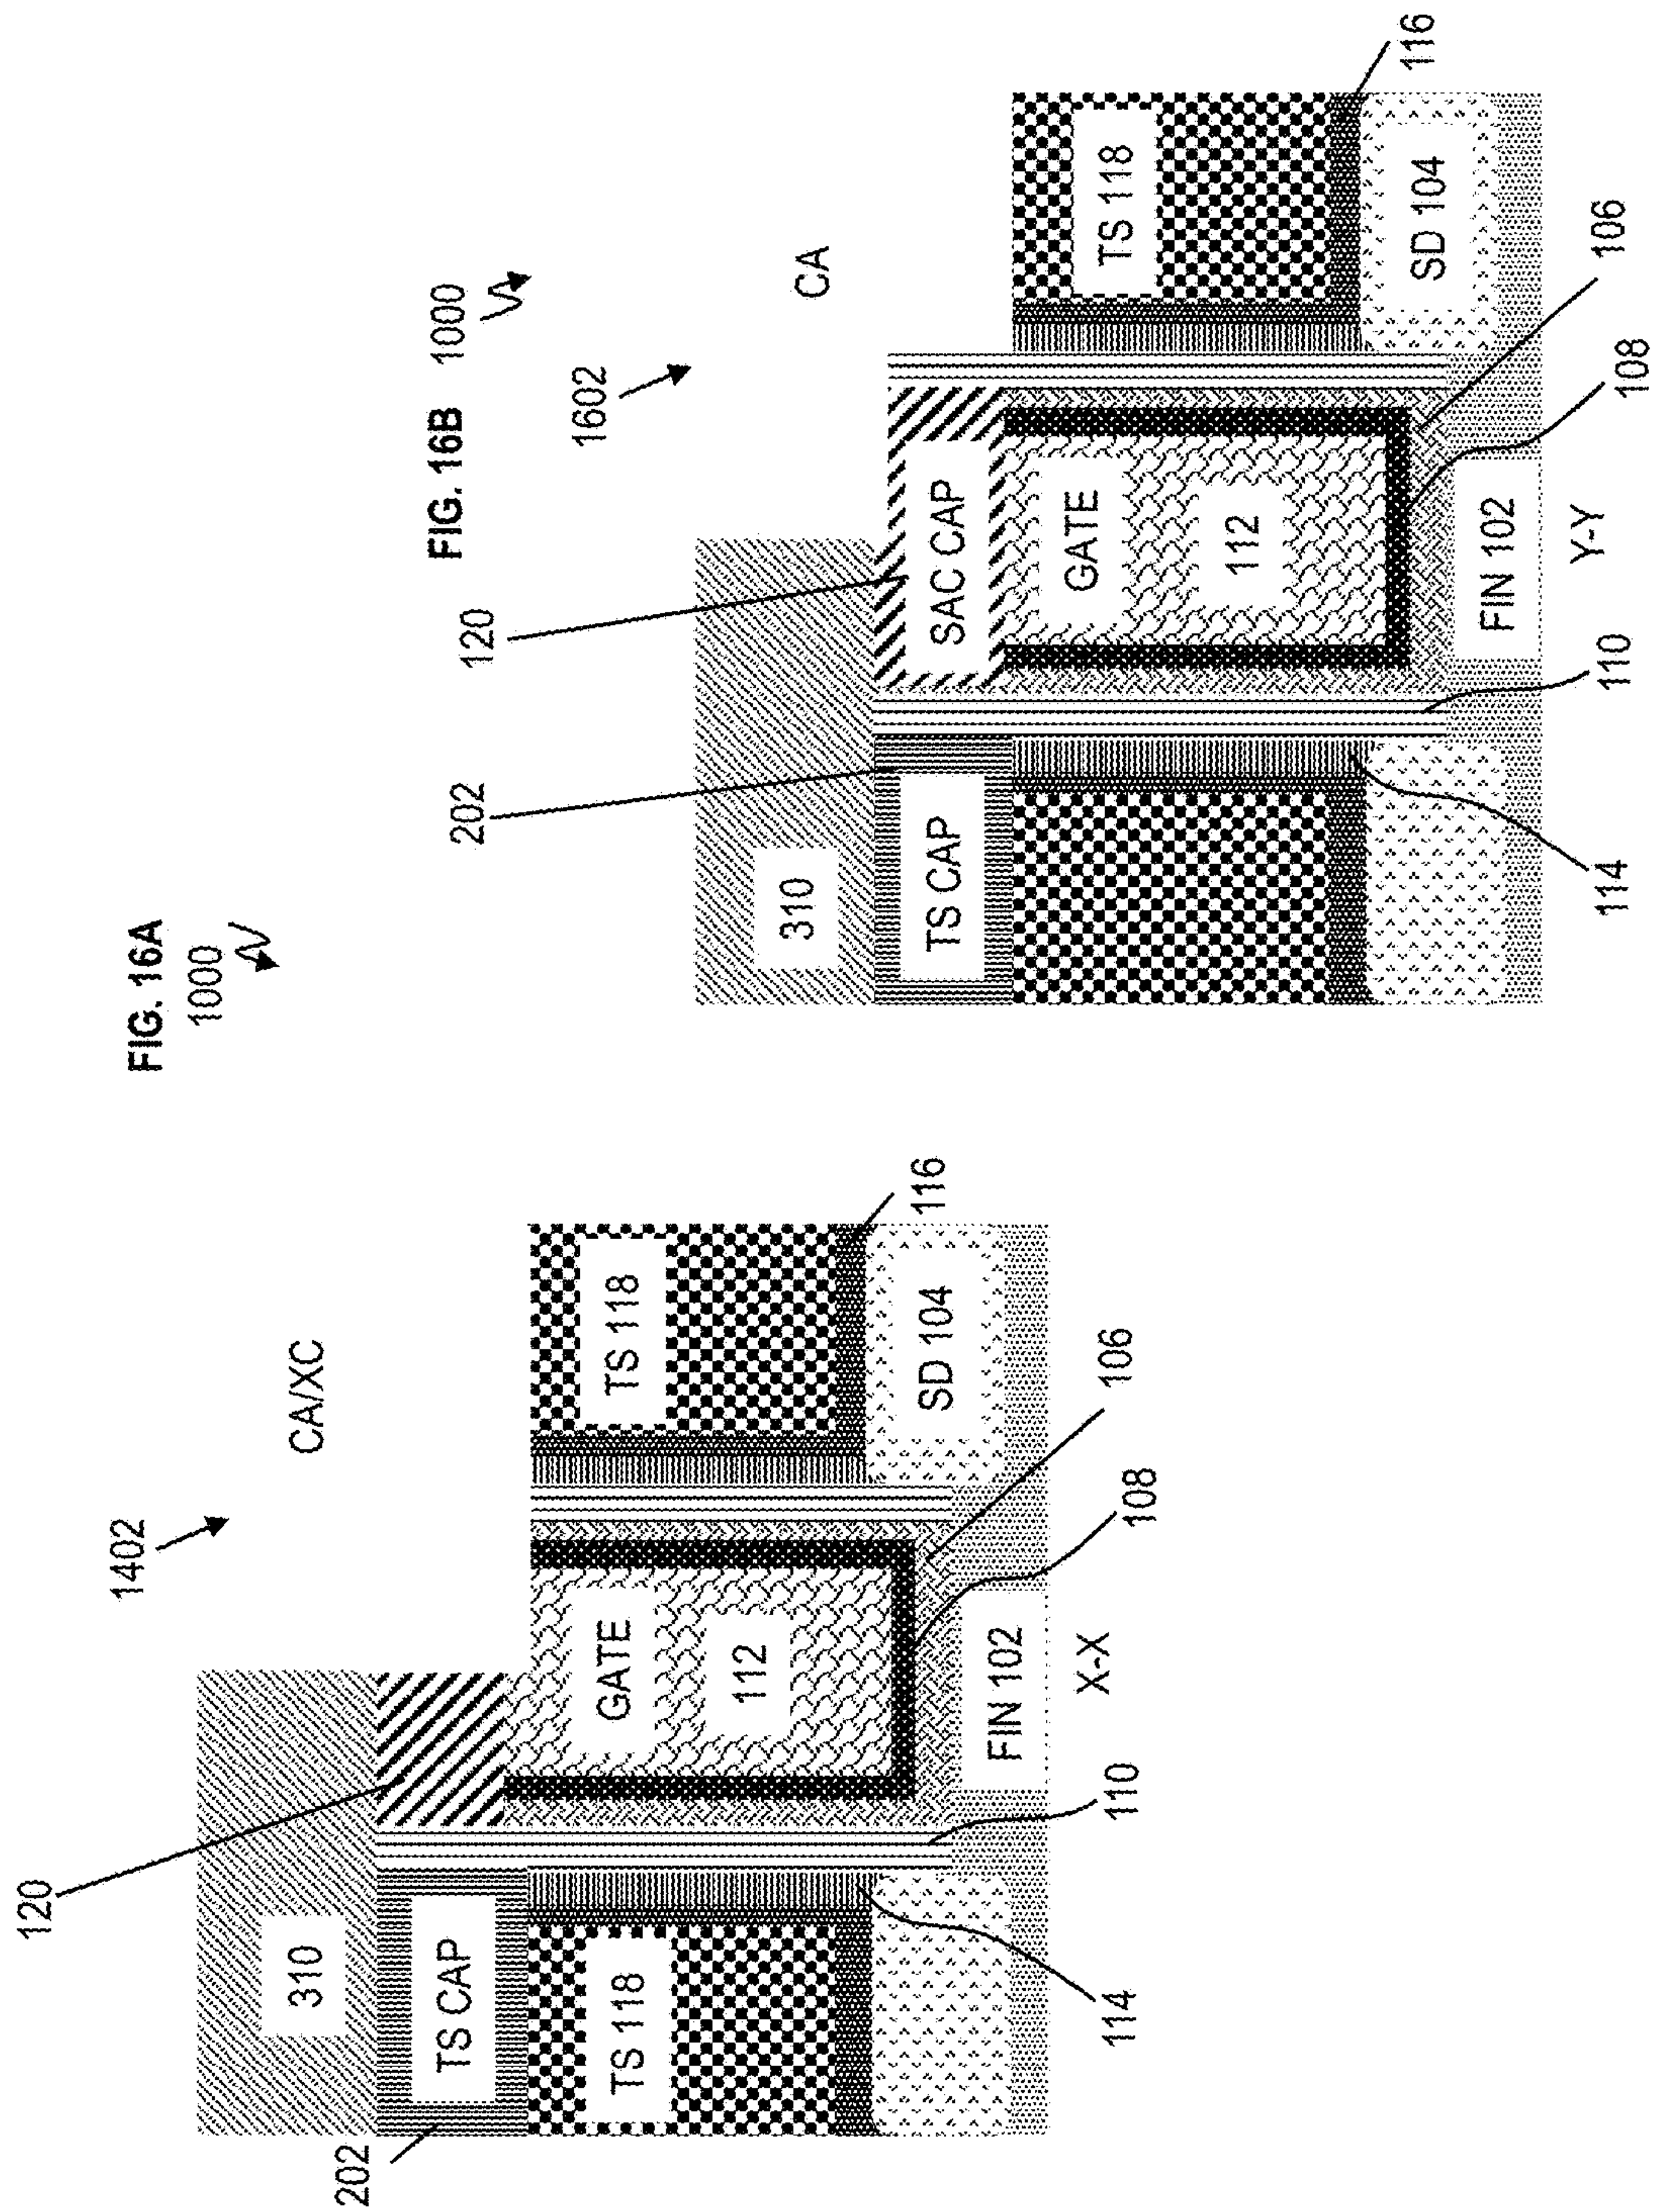 FIG. 16A
1000
1402
CA/XC
120
310
TS CAP
202
TS 118
GATE
112
TS 118
116
SD 104
106
108
FIN 102
110
114
X-X
FIG. 16B
1000
1602
CA
120
202
310
TS CAP
SAC CAP
GATE
112
TS 118
116
SD 104
106
108
FIN 102
110
114
Y-Y